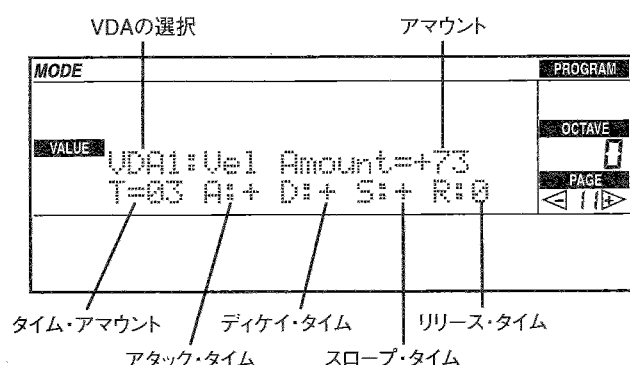 VDAの選択 アマウント
MODE PROGRAM
OCTAVE
VALUE VDA1:Vel Amount=+73 0
T=03 A:+ D:+ S:+ R:0 PAGE
- 11 +
タイム・アマウント ディケイ・タイム リリース・タイム
アタック・タイム スロープ・タイム